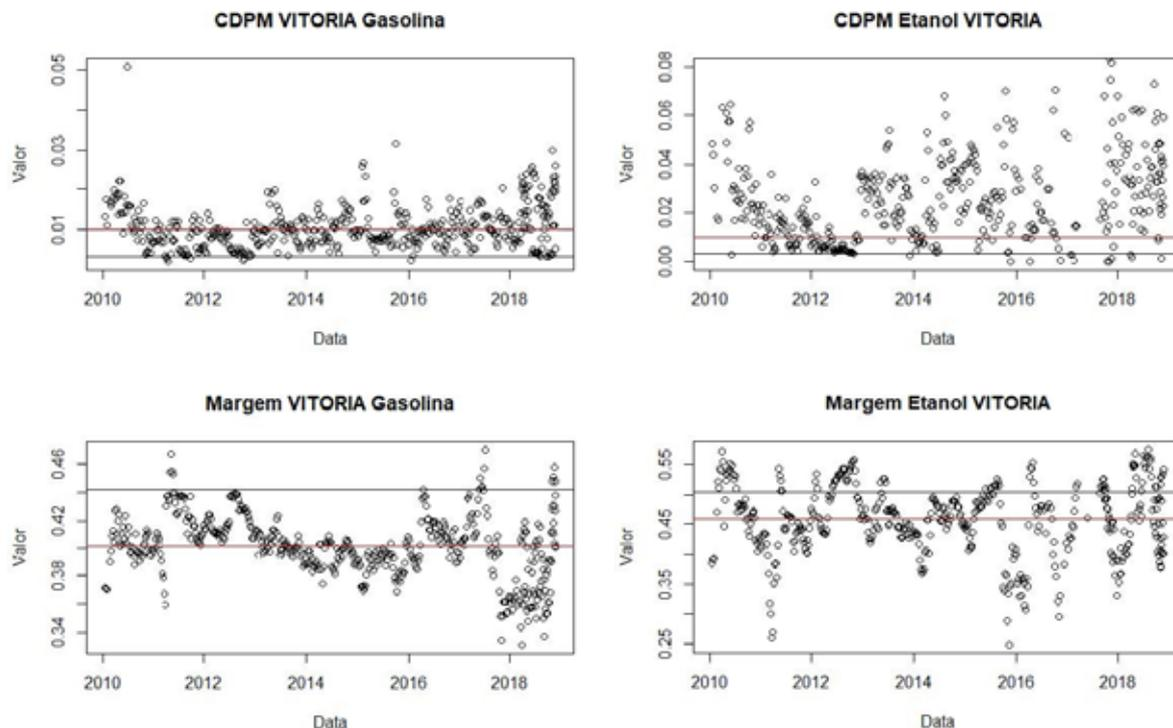 CDPM VITORIA Gasolina
Valor
0.05
0.03
0.01
2010 2012 2014 2016 2018
Data
CDPM Etanol VITORIA
Valor
0.08
0.06
0.04
0.02
0.00
2010 2012 2014 2016 2018
Data
Margem VITORIA Gasolina
Valor
0.46
0.42
0.38
0.34
2010 2012 2014 2016 2018
Data
Margem Etanol VITORIA
Valor
0.55
0.45
0.35
0.25
2010 2012 2014 2016 2018
Data